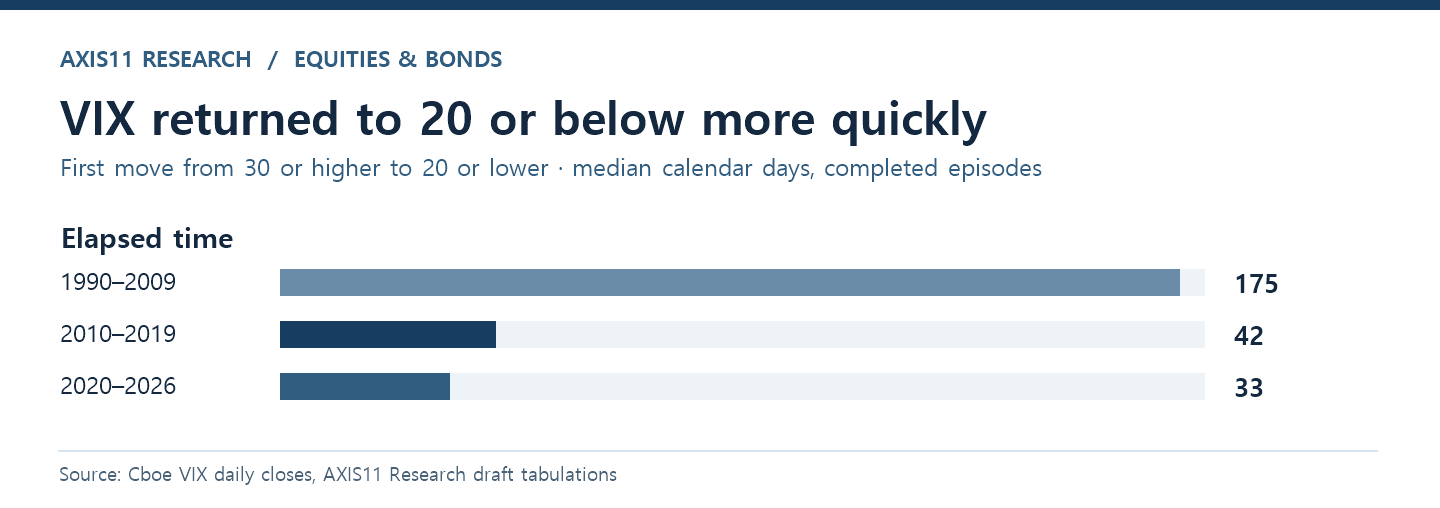 AXIS11 RESEARCH / EQUITIES & BONDS
VIX returned to 20 or below more quickly
First move from 30 or higher to 20 or lower · median calendar days, completed episodes
Elapsed time
1990–2009 175
2010–2019 42
2020–2026 33
Source: Cboe VIX daily closes, AXIS11 Research draft tabulations